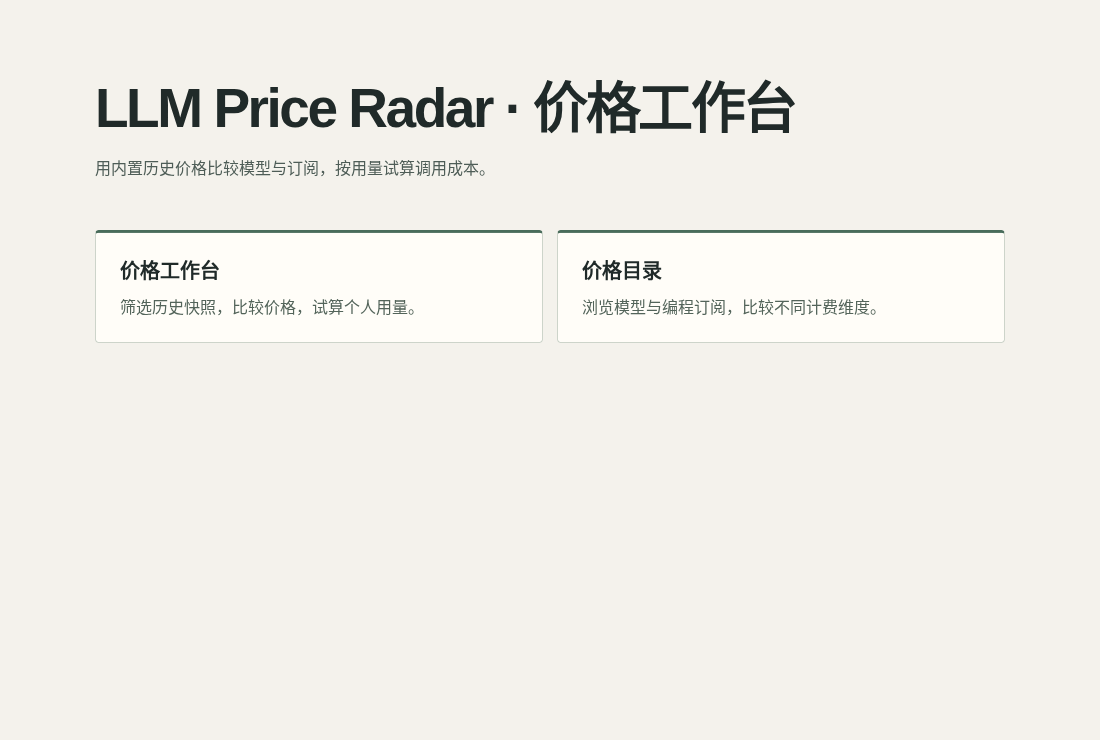 LLM Price Radar · 价格工作台
用内置历史价格比较模型与订阅，按用量试算调用成本。
价格工作台
筛选历史快照，比较价格，试算个人用量。
价格目录
浏览模型与编程订阅，比较不同计费维度。